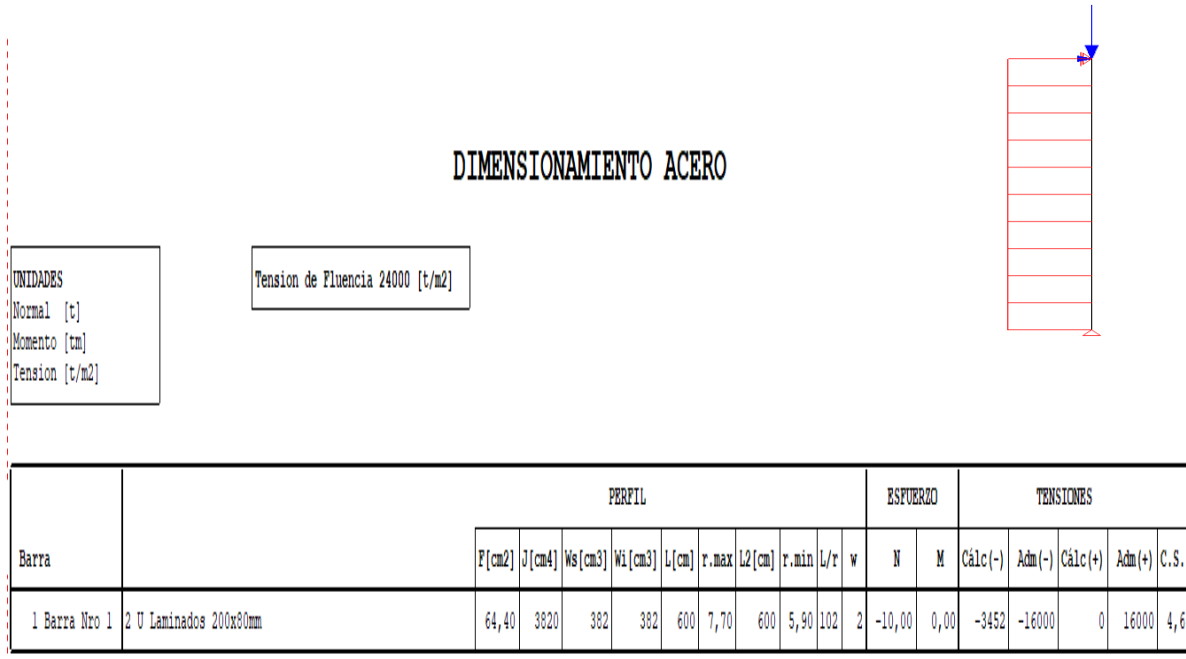 DIMENSIONAMIENTO ACERO
UNIDADES
Normal [t]
Momento [tm]
Tension [t/m2]
Tension de Fluencia 24000 [t/m2]
PERFIL ESFUERZO TENSIONES
Barra F[cm2] J[cm4] Ws[cm3] Wi[cm3] L[cm] r.max L2[cm] r.min L/r w N M Cálc(-) Adm(-) Cálc(+) Adm(+) C.S.
1 Barra Nro 1 2 U Laminados 200x80mm 64,40 3820 382 382 600 7,70 600 5,90 102 2 -10,00 0,00 -3452 -16000 0 16000 4,6